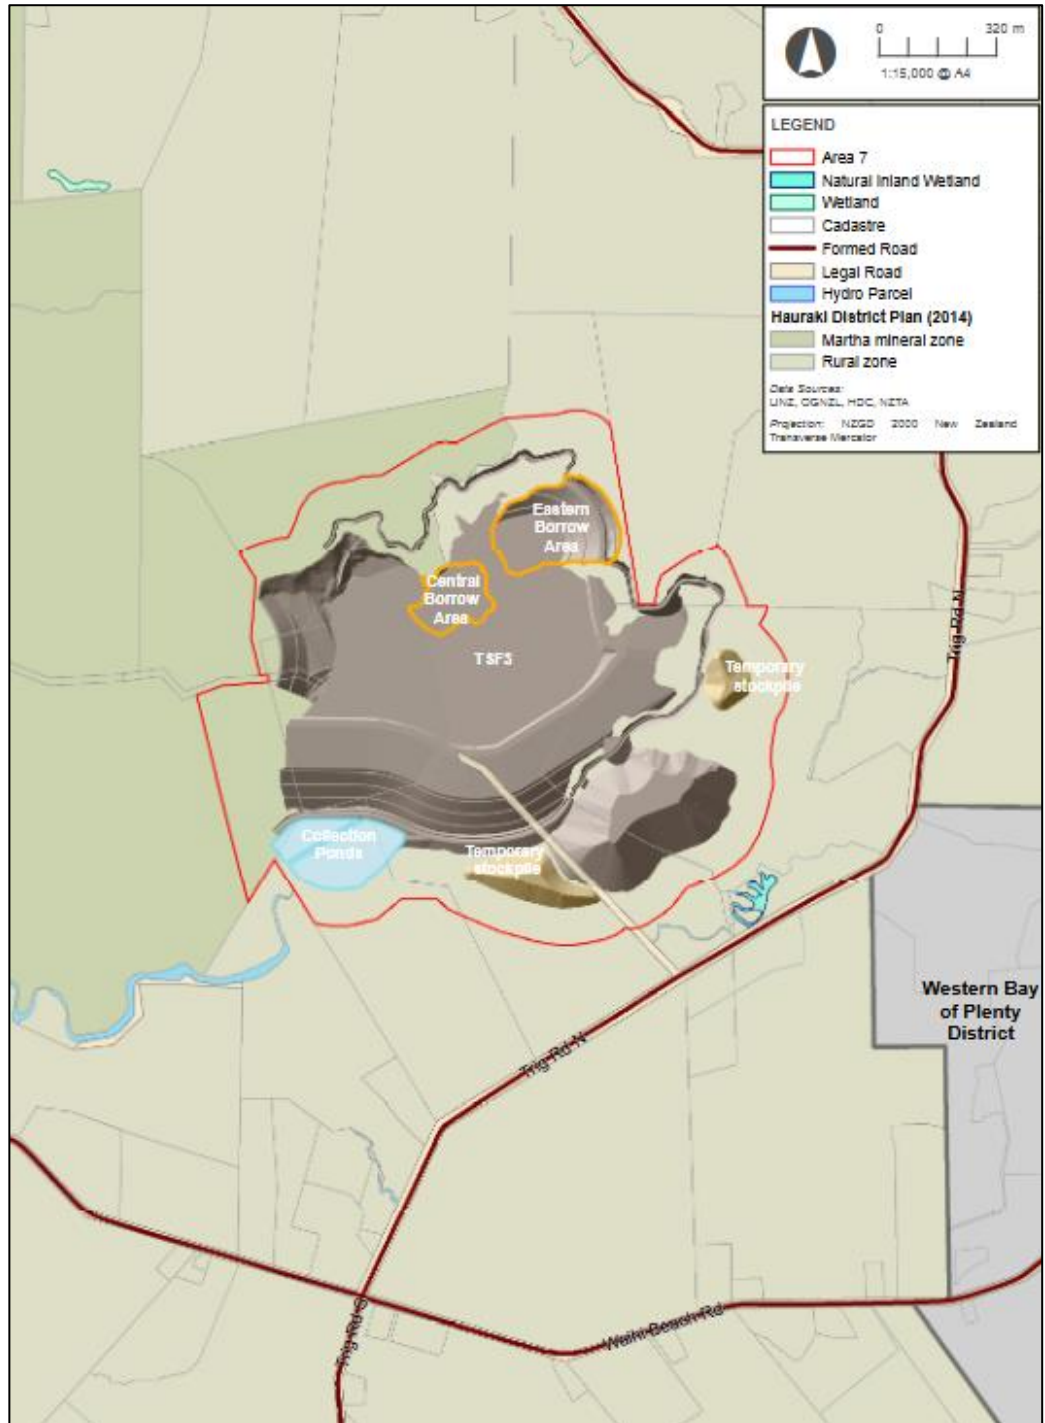 0 320 m
1:15,000 @ A4
LEGEND
Area 7
Natural Inland Wetland
Wetland
Cadastre
Formed Road
Legal Road
Hydro Parcel
Hauraki District Plan (2014)
Martha mineral zone
Rural zone
Data Sources:
LINZ, OGNZL, HDC, NZTA
Projection: NZGD 2000 New Zealand
Transverse Mercator
Eastern
Borrow
Area
Central
Borrow
Area
TSF3
Temporary
stockpile
Trig Rd N
Collection
Ponds
Temporary
stockpile
Western Bay
of Plenty
District
Trig Rd N
Waihi Beach Rd
Trig Rd S